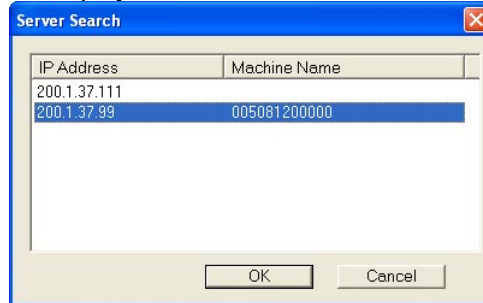 Server Search
IP Address Machine Name
200.1.37.111
200.1.37.99 005081200000
OK Cancel